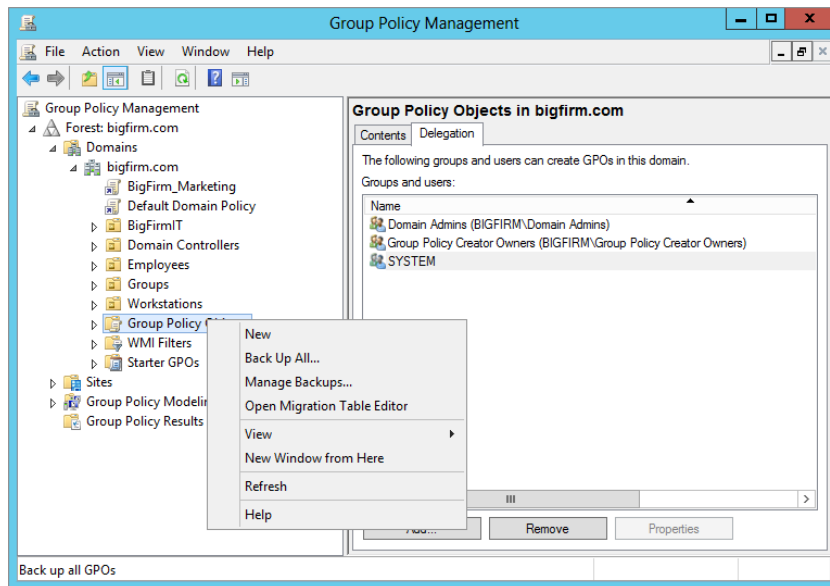 Group Policy Management
File Action View Window Help
Group Policy Management
Forest: bigfirm.com
Domains
bigfirm.com
BigFirm_Marketing
Default Domain Policy
BigFirmIT
Domain Controllers
Employees
Groups
Workstations
Group Policy
WMI Filters
Starter GPOs
Sites
Group Policy
Group Policy Results
New
Back Up All...
Manage Backups...
Open Migration Table Editor
View
New Window from Here
Refresh
Help
Group Policy Objects in bigfirm.com
Contents Delegation
The following groups and users can create GPOs in this domain.
Groups and users:
Name
Domain Admins (BIGFIRM\Domain Admins)
Group Policy Creator Owners (BIGFIRM\Group Policy Creator Owners)
SYSTEM
Remove Properties
Back up all GPOs